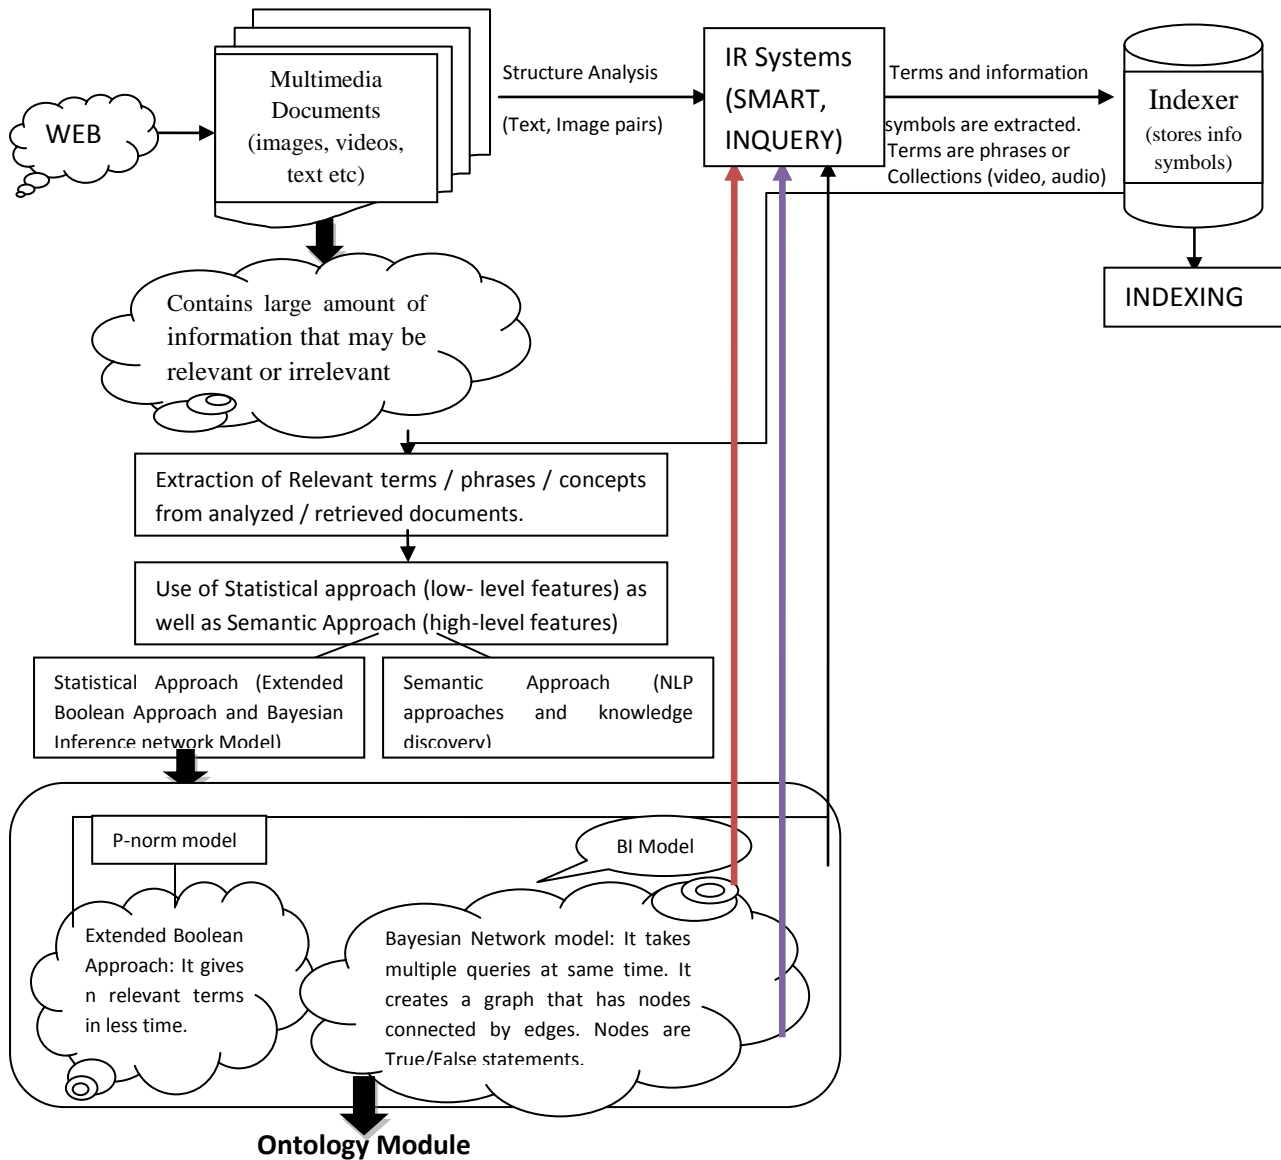 WEB
Multimedia
Documents
(images, videos,
text etc)
Structure Analysis
(Text, Image pairs)
IR Systems
(SMART,
INQUERY)
Terms and information
symbols are extracted.
Terms are phrases or
Collections (video, audio)
Indexer
(stores info
symbols)
INDEXING
Contains large amount of
information that may be
relevant or irrelevant
Extraction of Relevant terms / phrases / concepts
from analyzed / retrieved documents.
Use of Statistical approach (low- level features) as
well as Semantic Approach (high-level features)
Statistical Approach (Extended
Boolean Approach and Bayesian
Inference network Model)
Semantic Approach (NLP
approaches and knowledge
discovery)
P-norm model
BI Model
Extended Boolean
Approach: It gives
n relevant terms
in less time.
Bayesian Network model: It takes
multiple queries at same time. It
creates a graph that has nodes
connected by edges. Nodes are
True/False statements.
Ontology Module